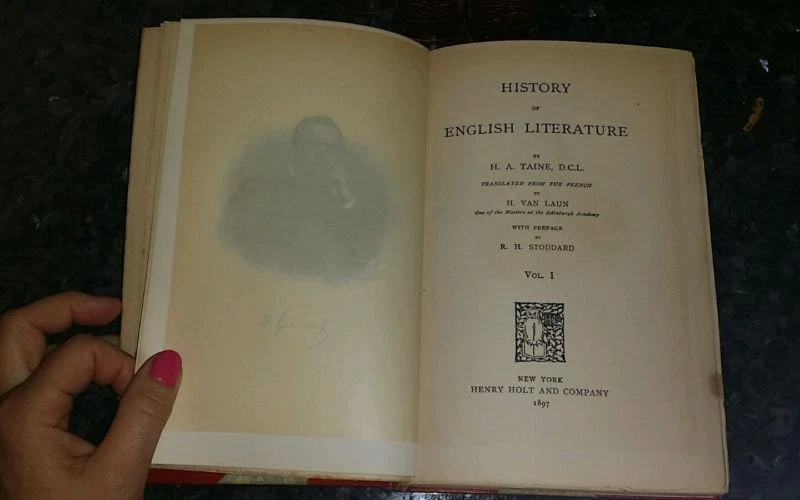 HISTORY
OF
ENGLISH LITERATURE
BY
H. A. TAINE, D.C.L.
TRANSLATED FROM THE FRENCH
BY
H. VAN LAUN
One of the Masters at the Edinburgh Academy
WITH PREFACE
BY
R. H. STODDARD
VOL. I
NEW YORK
HENRY HOLT AND COMPANY
1897